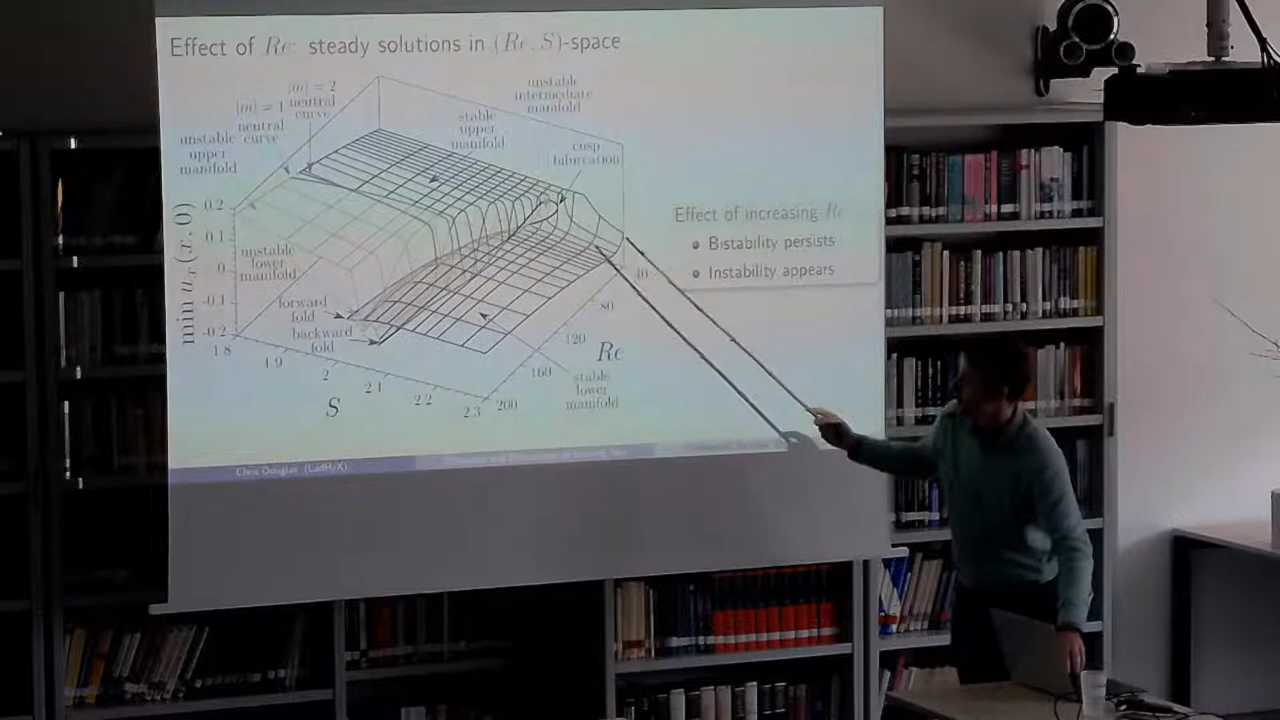 Effect of Re: steady solutions in (Re, S)-space
|m| = 2
neutral
curve
|m| = 1
neutral
curve
unstable
upper
manifold
stable
upper
manifold
unstable
intermediate
manifold
cusp
bifurcation
unstable
lower
manifold
forward
fold
backward
fold
stable
lower
manifold
min u_x(x, 0)
0.2
0.1
0
-0.1
-0.2
1.8
1.9
2
2.1
2.2
2.3
S
40
80
120
160
200
Re
Effect of increasing Re
• Bistability persists
• Instability appears
Chris Douglas (LadHyX)